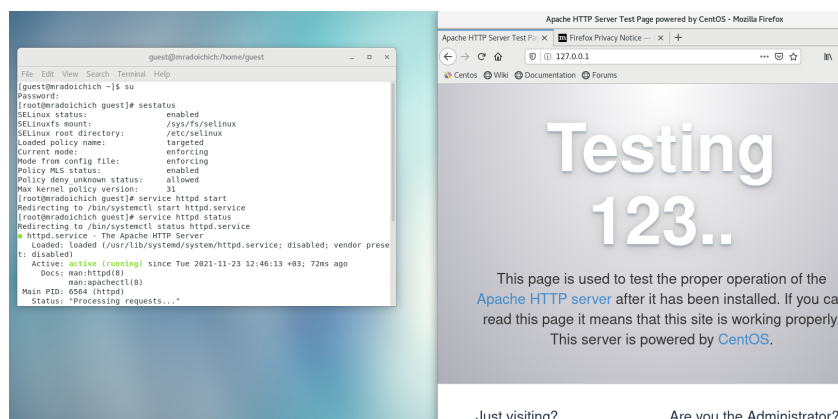 guest@mradoichich:/home/guest
File Edit View Search Terminal Help
[guest@mradoichich ~]$ su
Password:
[root@mradoichich guest]# sestatus
SELinux status: enabled
SELinuxfs mount: /sys/fs/selinux
SELinux root directory: /etc/selinux
Loaded policy name: targeted
Current mode: enforcing
Mode from config file: enforcing
Policy MLS status: enabled
Policy deny_unknown status: allowed
Max kernel policy version: 31
[root@mradoichich guest]# service httpd start
Redirecting to /bin/systemctl start httpd.service
[root@mradoichich guest]# service httpd status
Redirecting to /bin/systemctl status httpd.service
● httpd.service - The Apache HTTP Server
Loaded: loaded (/usr/lib/systemd/system/httpd.service; disabled; vendor prese
t: disabled)
Active: active (running) since Tue 2021-11-23 12:46:13 +03; 72ms ago
Docs: man:httpd(8)
man:apachectl(8)
Main PID: 6564 (httpd)
Status: "Processing requests..."
Apache HTTP Server Test Page powered by CentOS - Mozilla Firefox
Apache HTTP Server Test Pa
Firefox Privacy Notice —
127.0.0.1
Centos Wiki Documentation Forums
Testing
123..
This page is used to test the proper operation of the
Apache HTTP server after it has been installed. If you ca
read this page it means that this site is working properly
This server is powered by CentOS.
Just visiting? Are you the Administrator?